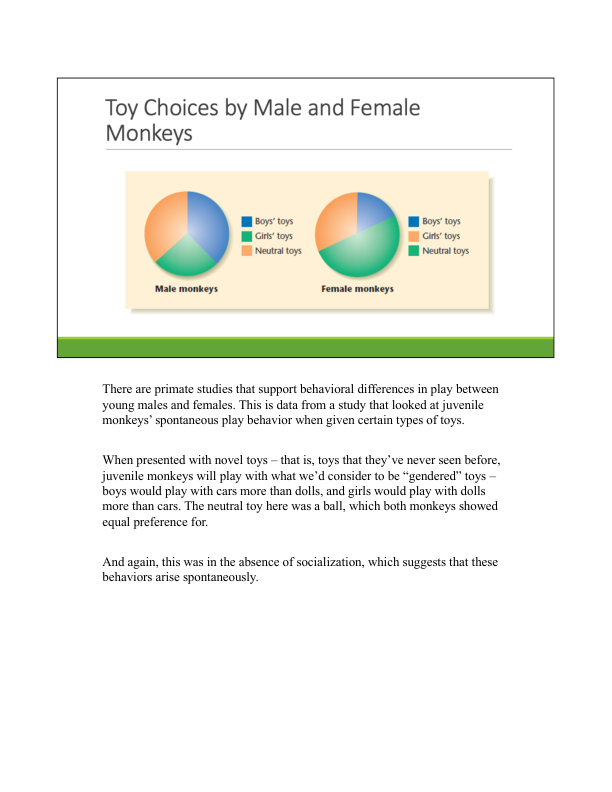 Toy Choices by Male and Female
Monkeys
Boys' toys
Girls' toys
Neutral toys
Male monkeys
Boys' toys
Girls' toys
Neutral toys
Female monkeys
There are primate studies that support behavioral differences in play between
young males and females. This is data from a study that looked at juvenile
monkeys’ spontaneous play behavior when given certain types of toys.
When presented with novel toys – that is, toys that they’ve never seen before,
juvenile monkeys will play with what we’d consider to be “gendered” toys –
boys would play with cars more than dolls, and girls would play with dolls
more than cars. The neutral toy here was a ball, which both monkeys showed
equal preference for.
And again, this was in the absence of socialization, which suggests that these
behaviors arise spontaneously.